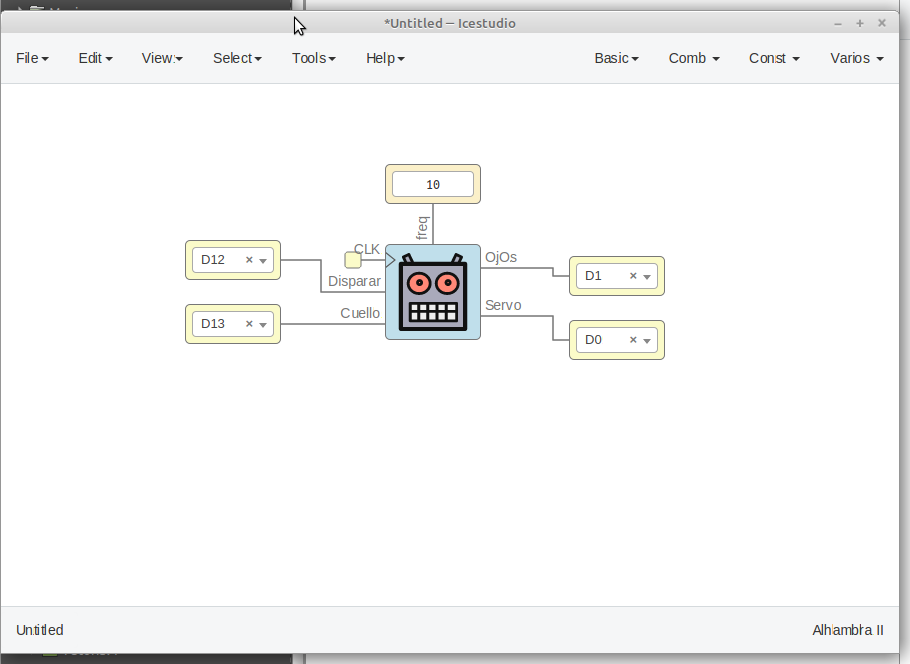 *Untitled – Icestudio
File Edit View Select Tools Help Basic Comb Const Varios
10
freq
CLK
OjOs
D12
D1
Disparar
Servo
Cuello
D13
D0
Untitled
Alhambra II